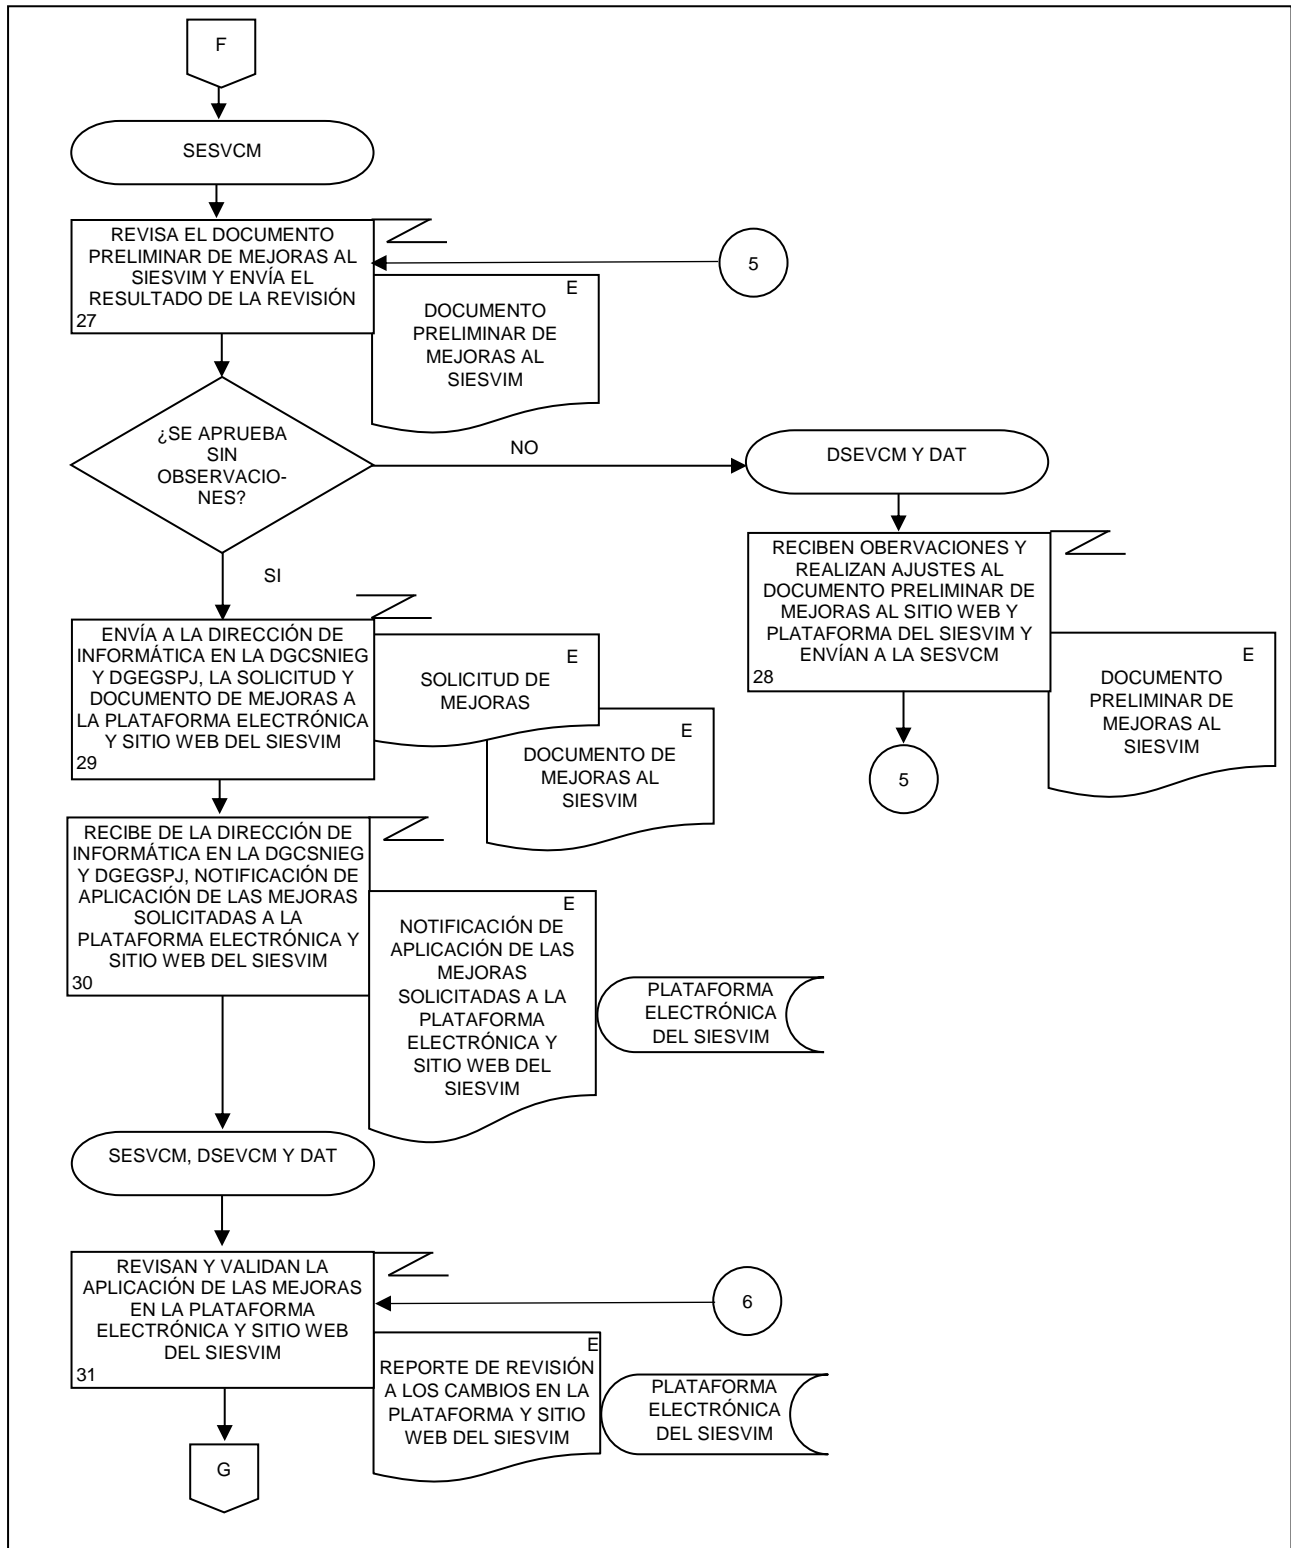 F
SESVCM
REVISA EL DOCUMENTO
PRELIMINAR DE MEJORAS AL
SIESVIM Y ENVÍA EL
RESULTADO DE LA REVISIÓN
27
5
E
DOCUMENTO
PRELIMINAR DE
MEJORAS AL
SIESVIM
¿SE APRUEBA
SIN
OBSERVACIO-
NES?
NO
DSEVCM Y DAT
RECIBEN OBERVACIONES Y
REALIZAN AJUSTES AL
DOCUMENTO PRELIMINAR DE
MEJORAS AL SITIO WEB Y
PLATAFORMA DEL SIESVIM Y
ENVÍAN A LA SESVCM
28
E
DOCUMENTO
PRELIMINAR DE
MEJORAS AL
SIESVIM
5
SI
ENVÍA A LA DIRECCIÓN DE
INFORMÁTICA EN LA DGCSNIEG
Y DGEGSPJ, LA SOLICITUD Y
DOCUMENTO DE MEJORAS A
LA PLATAFORMA ELECTRÓNICA
Y SITIO WEB DEL SIESVIM
29
E
SOLICITUD DE
MEJORAS
E
DOCUMENTO DE
MEJORAS AL
SIESVIM
RECIBE DE LA DIRECCIÓN DE
INFORMÁTICA EN LA DGCSNIEG
Y DGEGSPJ, NOTIFICACIÓN DE
APLICACIÓN DE LAS MEJORAS
SOLICITADAS A LA
PLATAFORMA ELECTRÓNICA Y
SITIO WEB DEL SIESVIM
30
E
NOTIFICACIÓN DE
APLICACIÓN DE LAS
MEJORAS
SOLICITADAS A LA
PLATAFORMA
ELECTRÓNICA Y
SITIO WEB DEL
SIESVIM
PLATAFORMA
ELECTRÓNICA
DEL SIESVIM
SESVCM, DSEVCM Y DAT
REVISAN Y VALIDAN LA
APLICACIÓN DE LAS MEJORAS
EN LA PLATAFORMA
ELECTRÓNICA Y SITIO WEB
DEL SIESVIM
31
6
E
REPORTE DE REVISIÓN
A LOS CAMBIOS EN LA
PLATAFORMA Y SITIO
WEB DEL SIESVIM
PLATAFORMA
ELECTRÓNICA
DEL SIESVIM
G